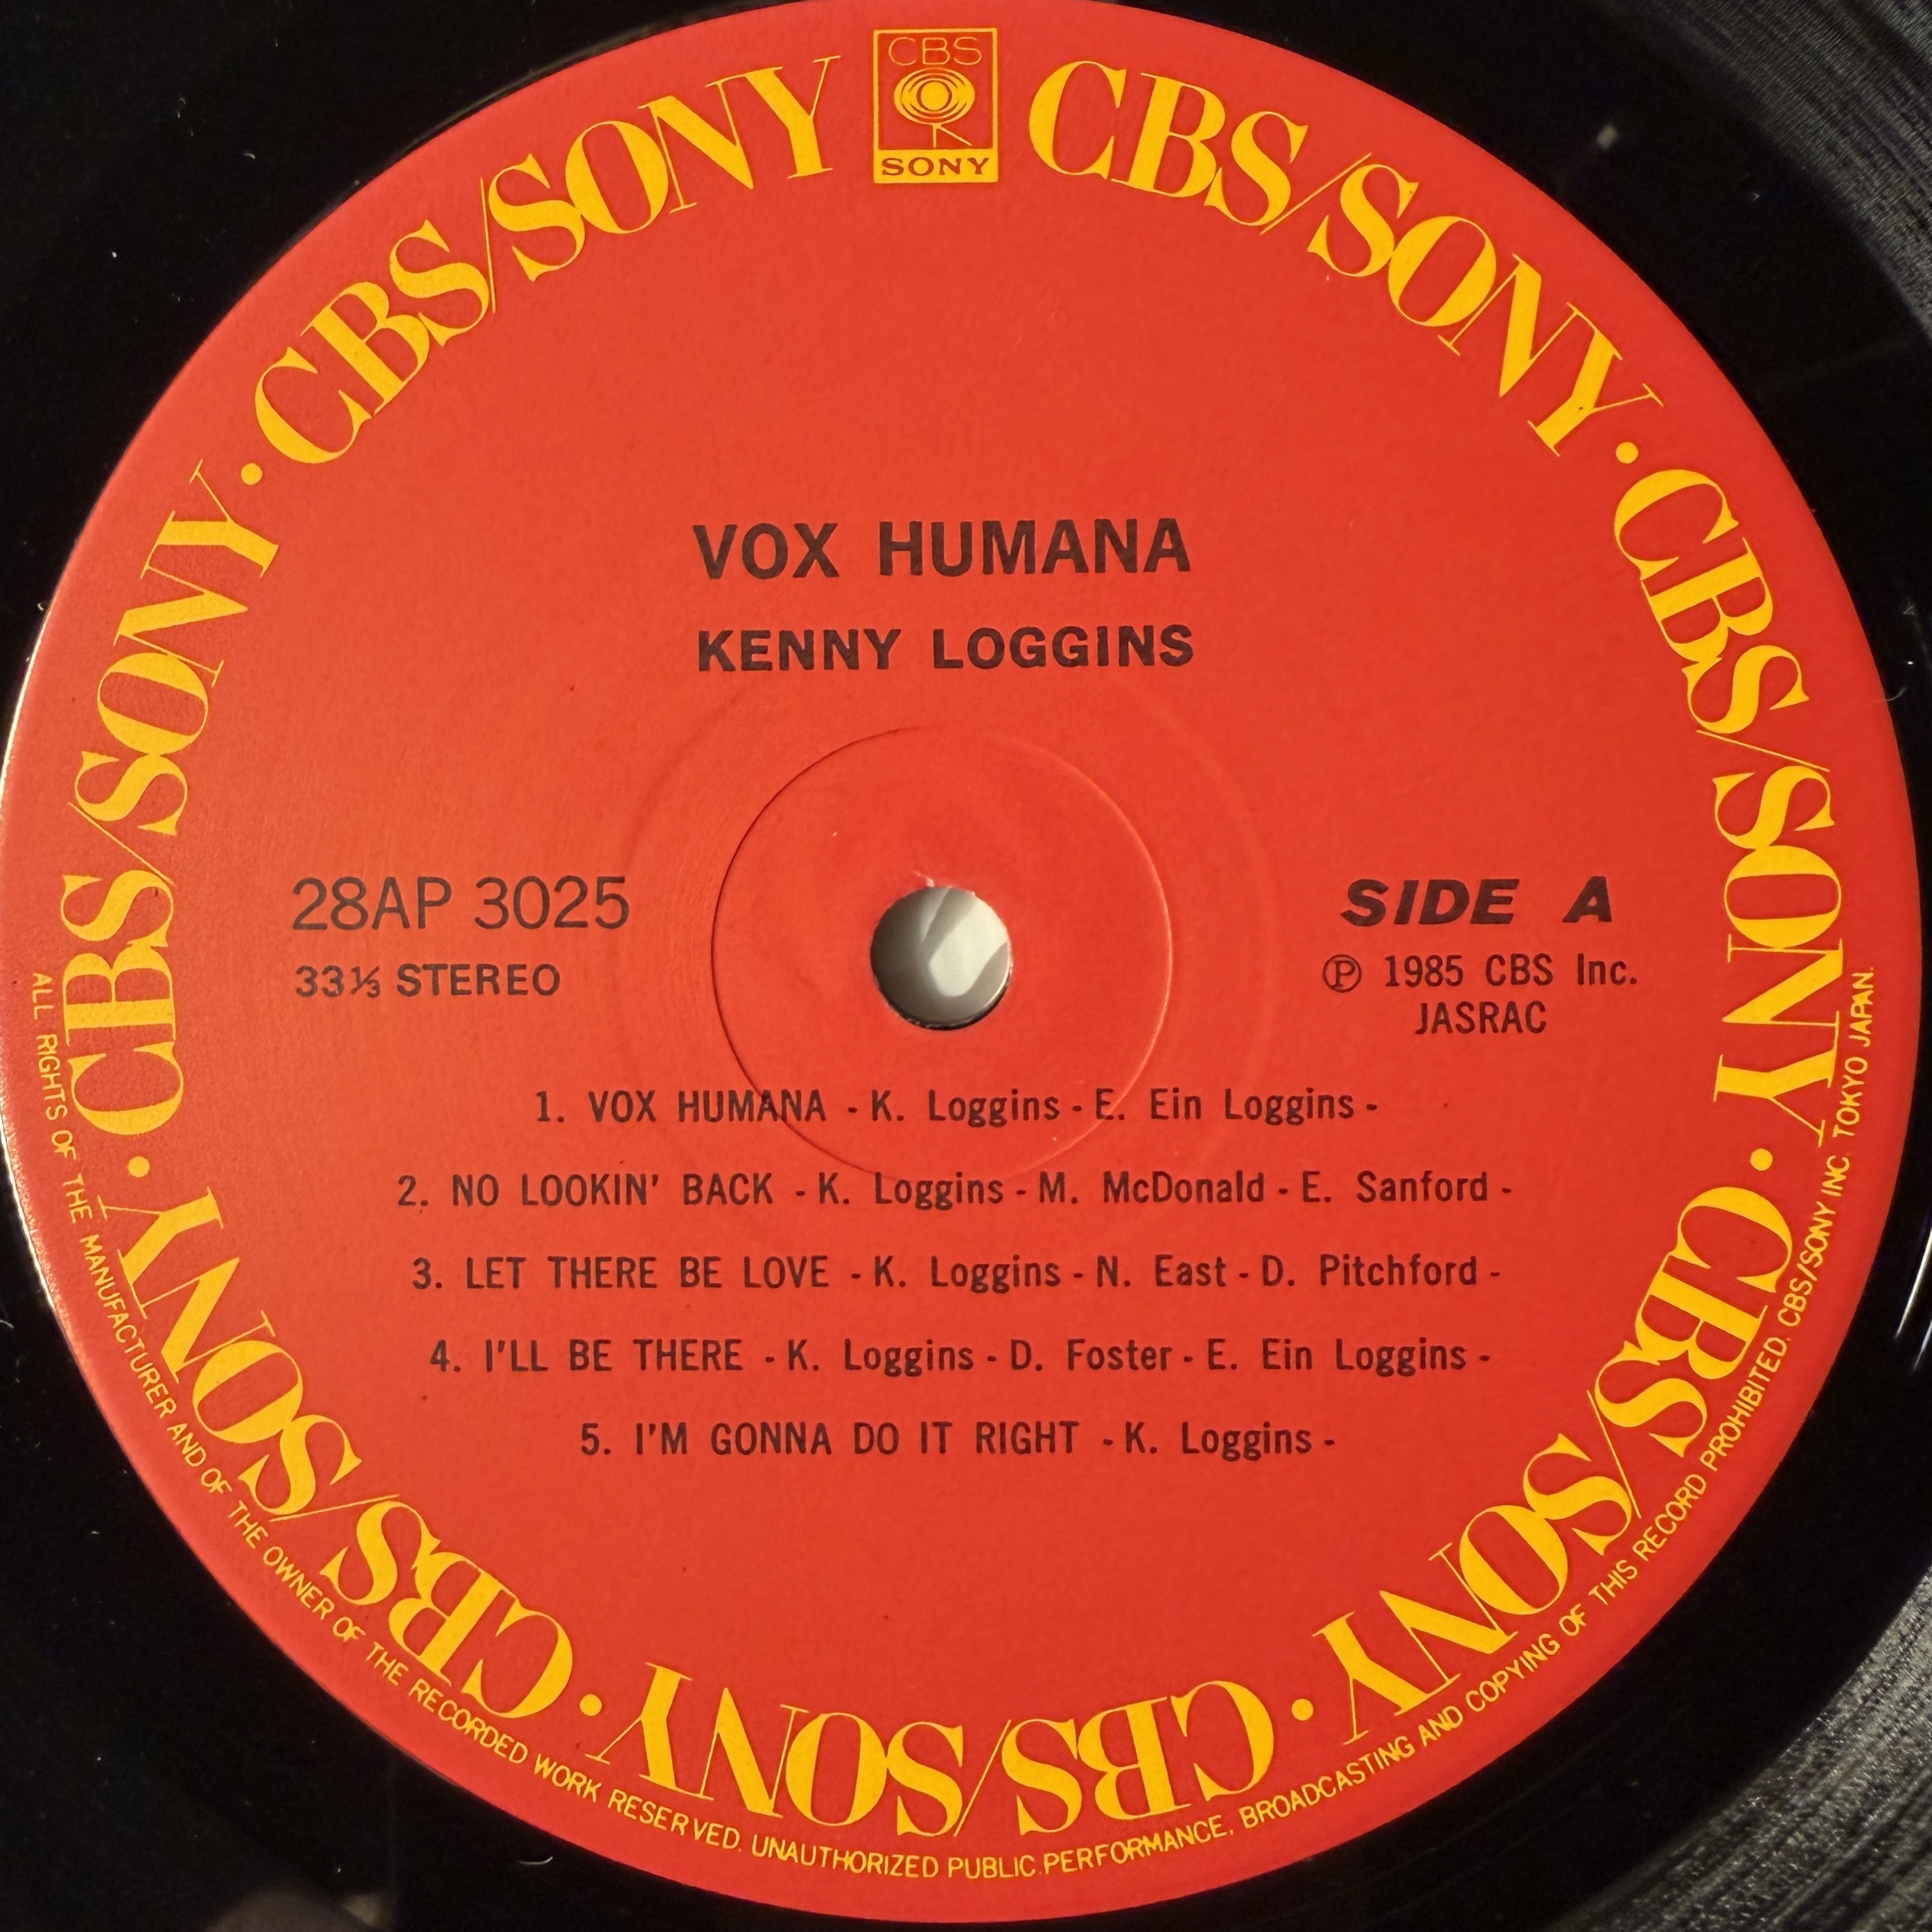 CBS
SONY
CBS/SONY · CBS/SONY · CBS/SONY · CBS/SONY · CBS/SONY · CBS/SONY · CBS/SONY
VOX HUMANA
KENNY LOGGINS
28AP 3025
33⅓ STEREO
SIDE A
Ⓟ 1985 CBS Inc.
JASRAC
1. VOX HUMANA - K. Loggins - E. Ein Loggins -
2. NO LOOKIN' BACK - K. Loggins - M. McDonald - E. Sanford -
3. LET THERE BE LOVE - K. Loggins - N. East - D. Pitchford -
4. I'LL BE THERE - K. Loggins - D. Foster - E. Ein Loggins -
5. I'M GONNA DO IT RIGHT - K. Loggins -
ALL RIGHTS OF THE MANUFACTURER AND OF THE OWNER OF THE RECORDED WORK RESERVED. UNAUTHORIZED PUBLIC PERFORMANCE, BROADCASTING AND COPYING OF THIS RECORD PROHIBITED. CBS/SONY INC. TOKYO JAPAN.